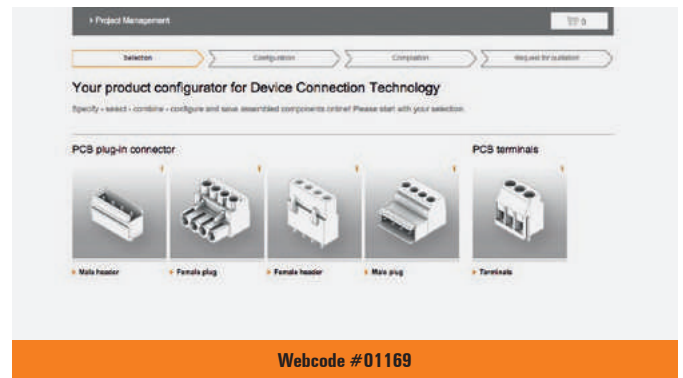 Project Management
0
Selection
Configuration
Completion
Request for quotation
Your product configurator for Device Connection Technology
Specify - select - combine - configure and save assembled components online! Please start with your selection.
PCB plug-in connector
PCB terminals
Male header
Female plug
Female header
Male plug
Terminals
Webcode #01169